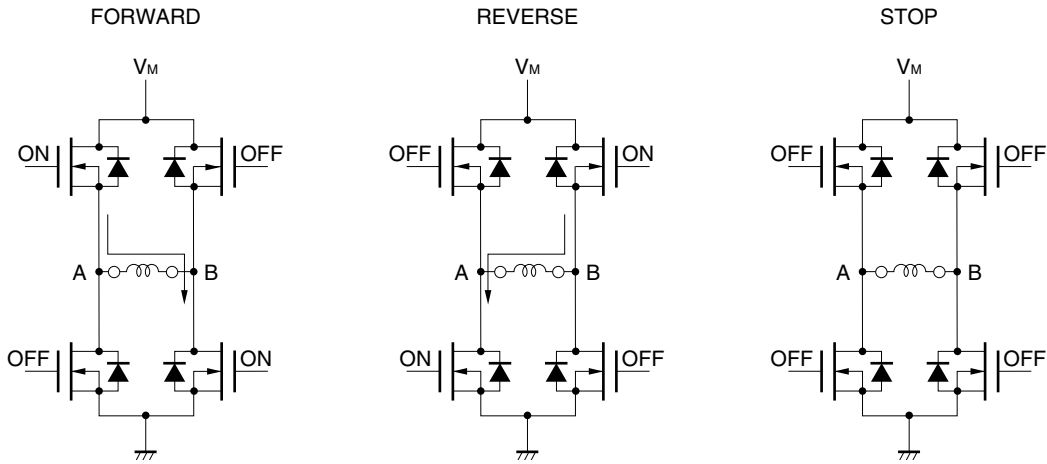 FORWARD REVERSE STOP
VM VM VM
ON OFF OFF ON OFF OFF
A B A B A B
OFF ON ON OFF OFF OFF